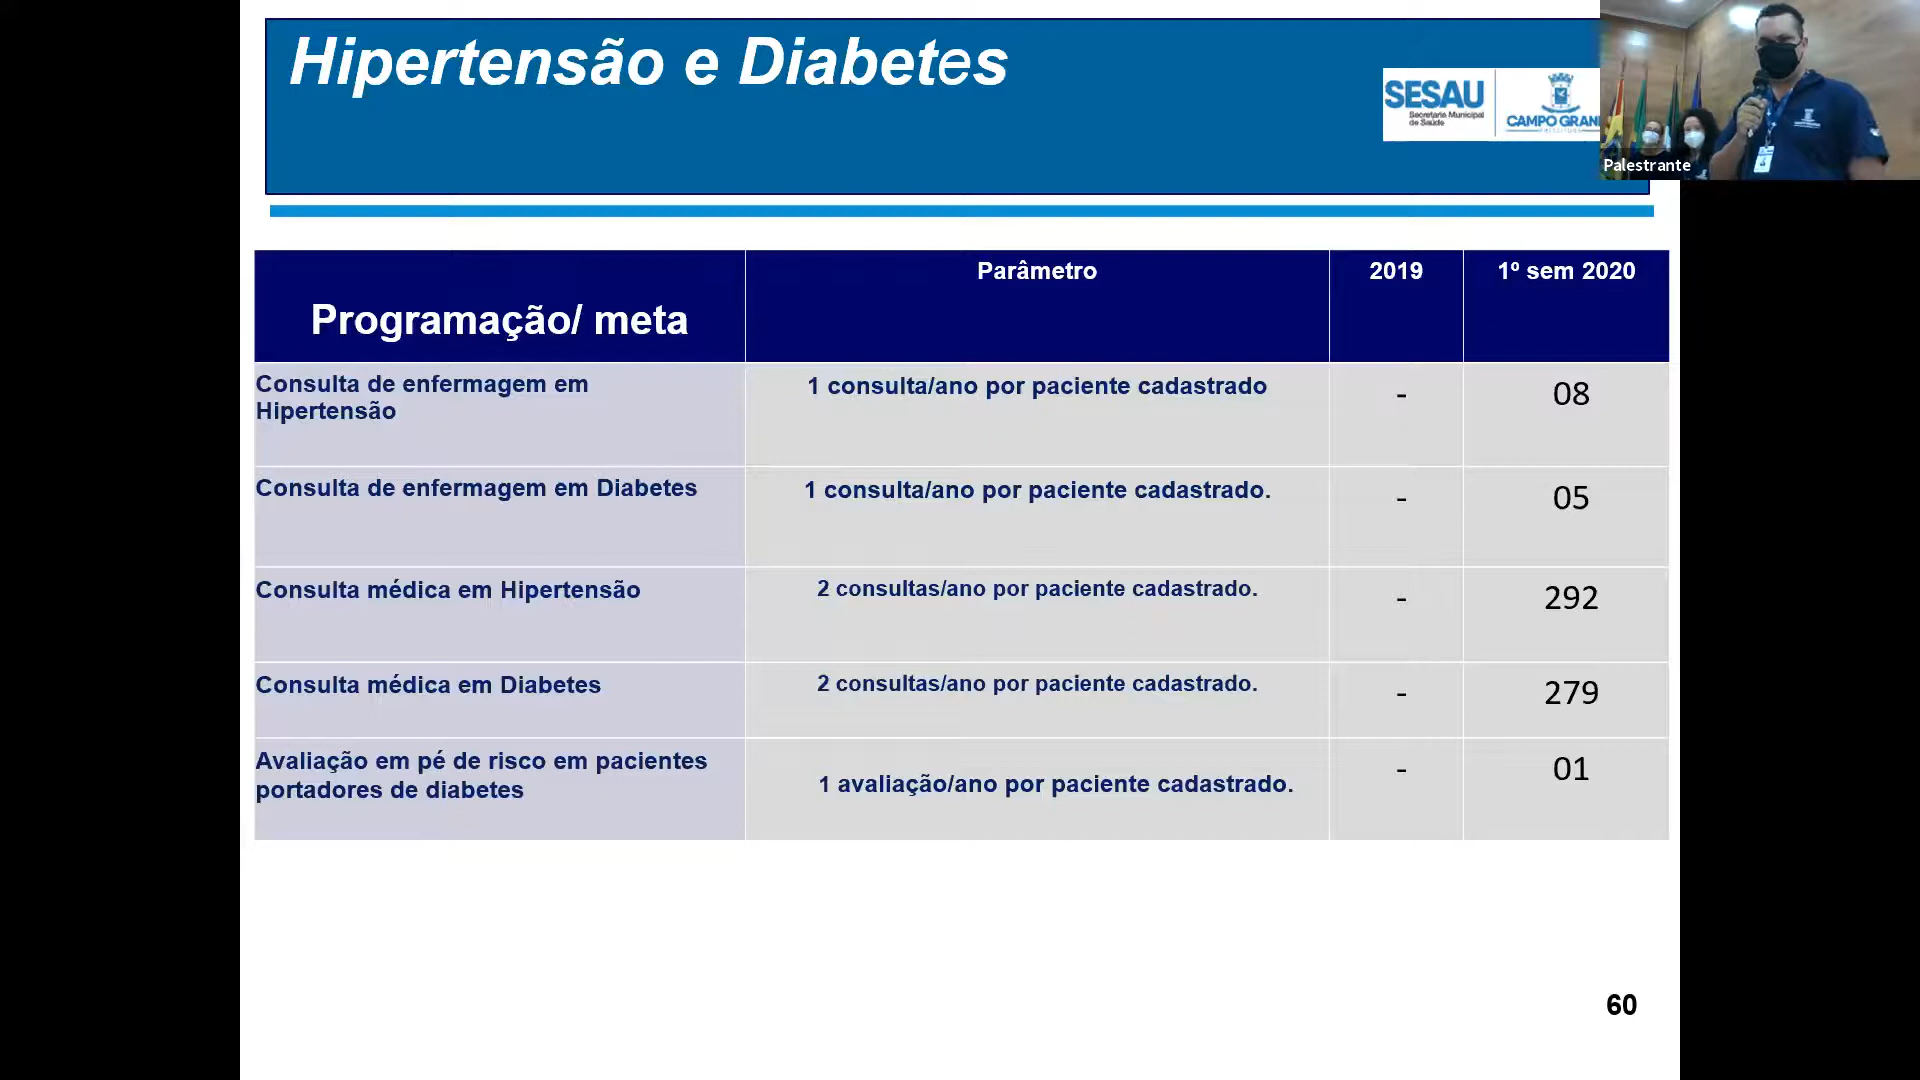 Hipertensão e Diabetes
SESAU
Secretaria Municipal
de Saúde
CAMPO GRAN
PREFEITURA
Palestrante
Programação/ meta
Parâmetro
2019
1º sem 2020
Consulta de enfermagem em
Hipertensão
1 consulta/ano por paciente cadastrado
-
08
Consulta de enfermagem em Diabetes
1 consulta/ano por paciente cadastrado.
-
05
Consulta médica em Hipertensão
2 consultas/ano por paciente cadastrado.
-
292
Consulta médica em Diabetes
2 consultas/ano por paciente cadastrado.
-
279
Avaliação em pé de risco em pacientes
portadores de diabetes
1 avaliação/ano por paciente cadastrado.
-
01
60